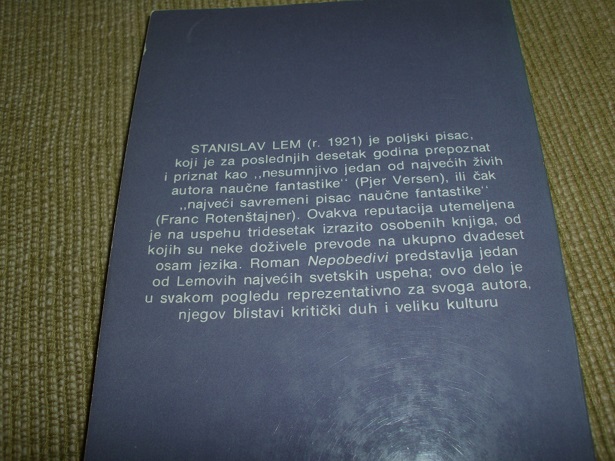 STANISLAV LEM (r. 1921) je poljski pisac,
koji je za poslednjih desetak godina prepoznat
i priznat kao ,,nesumnjivo jedan od najvećih živih
autora naučne fantastike'' (Pjer Versen), ili čak
,,najveći savremeni pisac naučne fantastike''
(Franc Rotenštajner). Ovakva reputacija utemeljena
je na uspehu tridesetak izrazito osobenih knjiga, od
kojih su neke doživele prevode na ukupno dvadeset
osam jezika. Roman Nepobedivi predstavlja jedan
od Lemovih najvećih svetskih uspeha; ovo delo je
u svakom pogledu reprezentativno za svoga autora,
njegov blistavi kritički duh i veliku kulturu